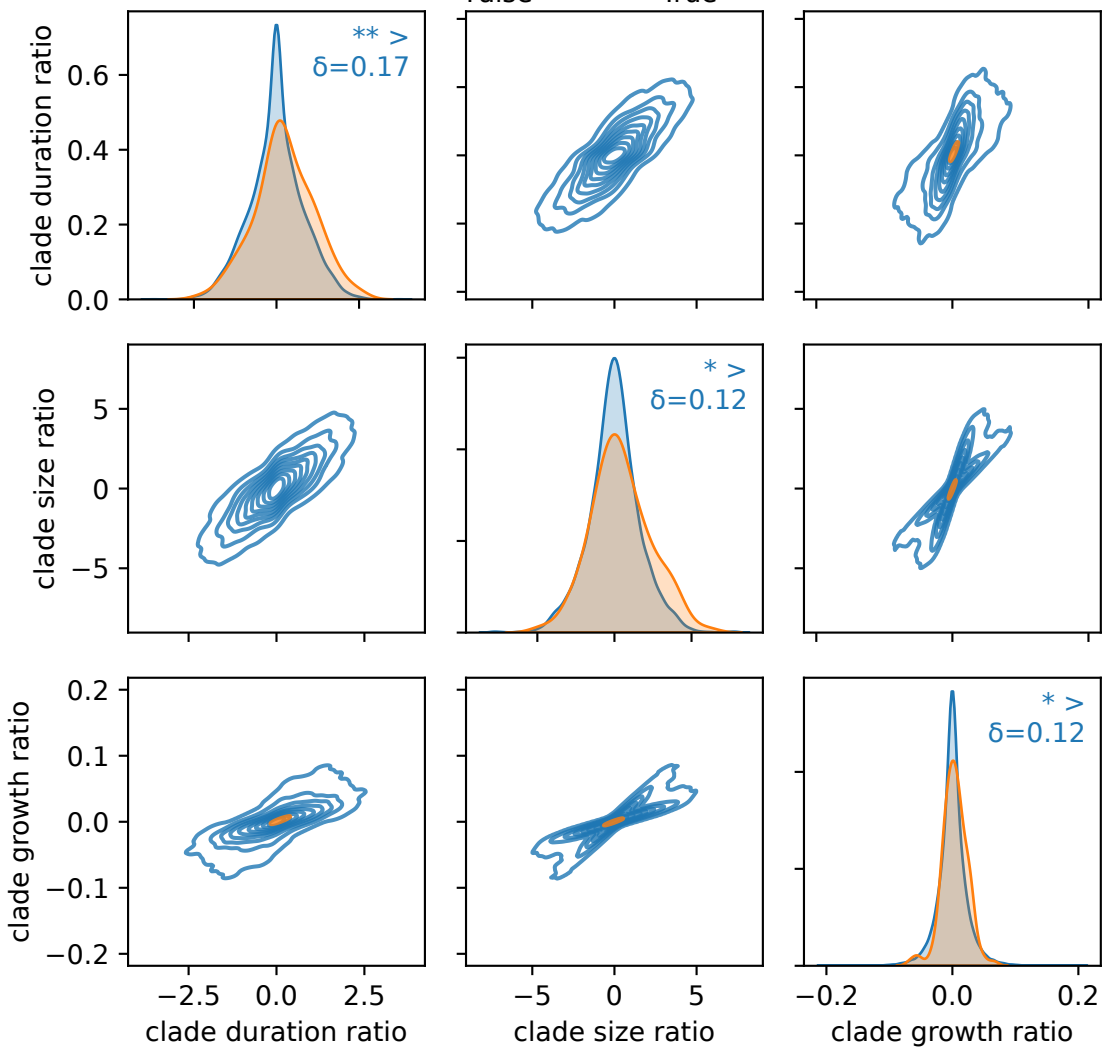 False True
clade duration ratio
0.6
0.4
0.2
0.0
** >
δ=0.17
clade size ratio
5
0
−5
* >
δ=0.12
clade growth ratio
0.2
0.1
0.0
−0.1
−0.2
* >
δ=0.12
−2.5 0.0 2.5
clade duration ratio
−5 0 5
clade size ratio
−0.2 0.0 0.2
clade growth ratio